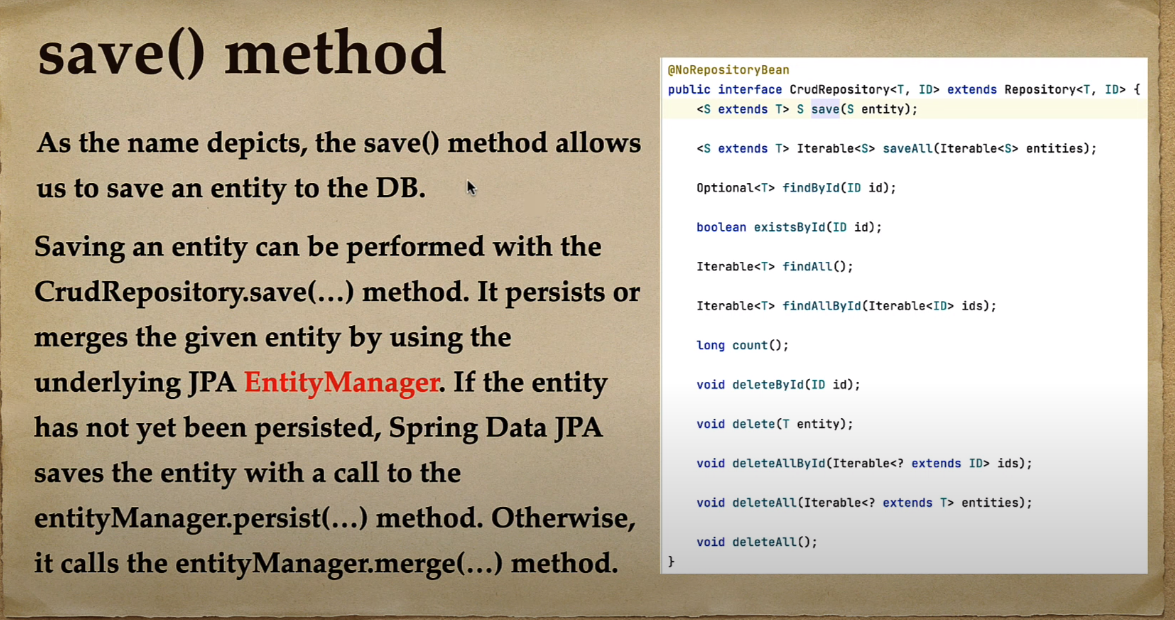 save() method
As the name depicts, the save() method allows
us to save an entity to the DB.
Saving an entity can be performed with the
CrudRepository.save(…) method. It persists or
merges the given entity by using the
underlying JPA EntityManager. If the entity
has not yet been persisted, Spring Data JPA
saves the entity with a call to the
entityManager.persist(…) method. Otherwise,
it calls the entityManager.merge(…) method.
@NoRepositoryBean
public interface CrudRepository<T, ID> extends Repository<T, ID> {
<S extends T> S save(S entity);
<S extends T> Iterable<S> saveAll(Iterable<S> entities);
Optional<T> findById(ID id);
boolean existsById(ID id);
Iterable<T> findAll();
Iterable<T> findAllById(Iterable<ID> ids);
long count();
void deleteById(ID id);
void delete(T entity);
void deleteAllById(Iterable<? extends ID> ids);
void deleteAll(Iterable<? extends T> entities);
void deleteAll();
}